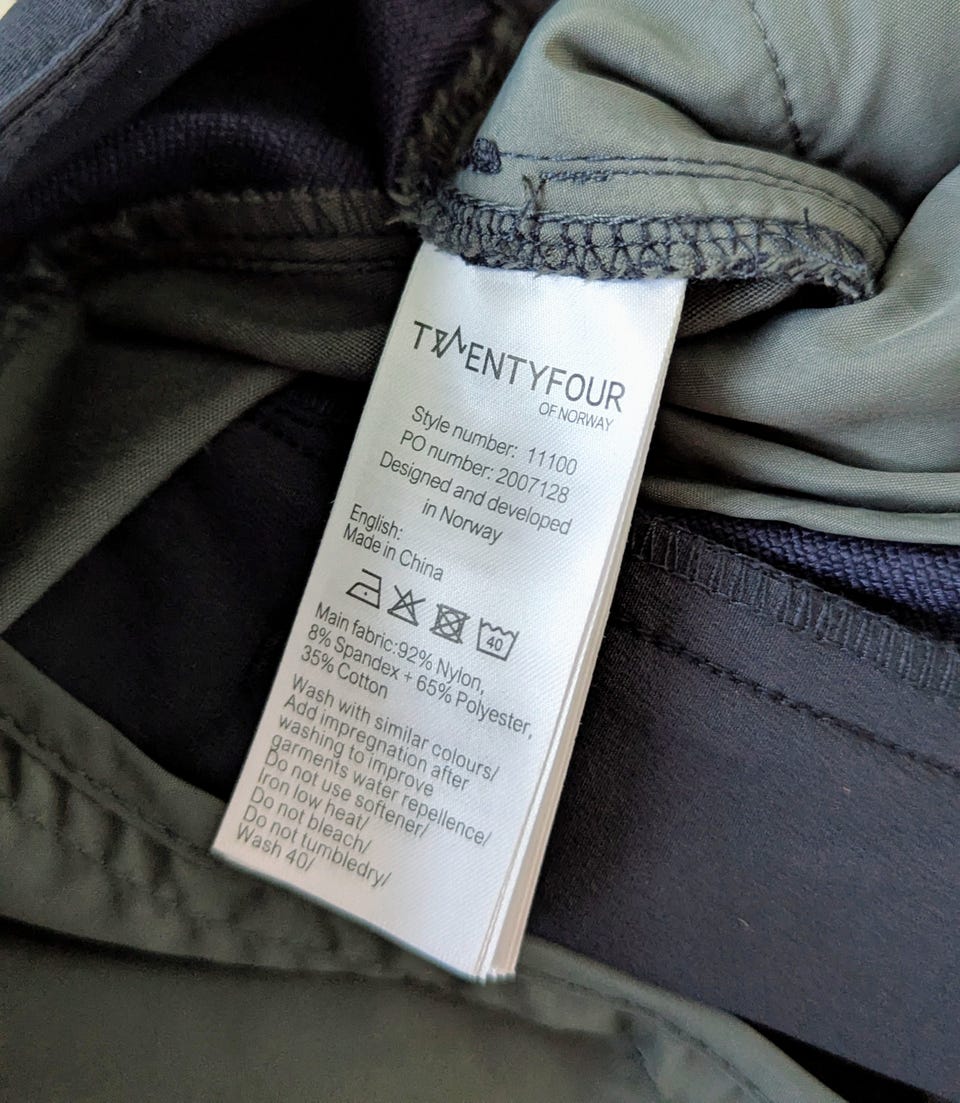 TWENTYFOUR
OF NORWAY
Style number: 11100
PO number: 2007128
Designed and developed
in Norway
English:
Made in China
40
Main fabric:92% Nylon,
8% Spandex + 65% Polyester,
35% Cotton
Wash with similar colours/
Add impregnation after
washing to improve
garments water repellence/
Do not use softener/
Iron low heat/
Do not bleach/
Do not tumbledry/
Wash 40/